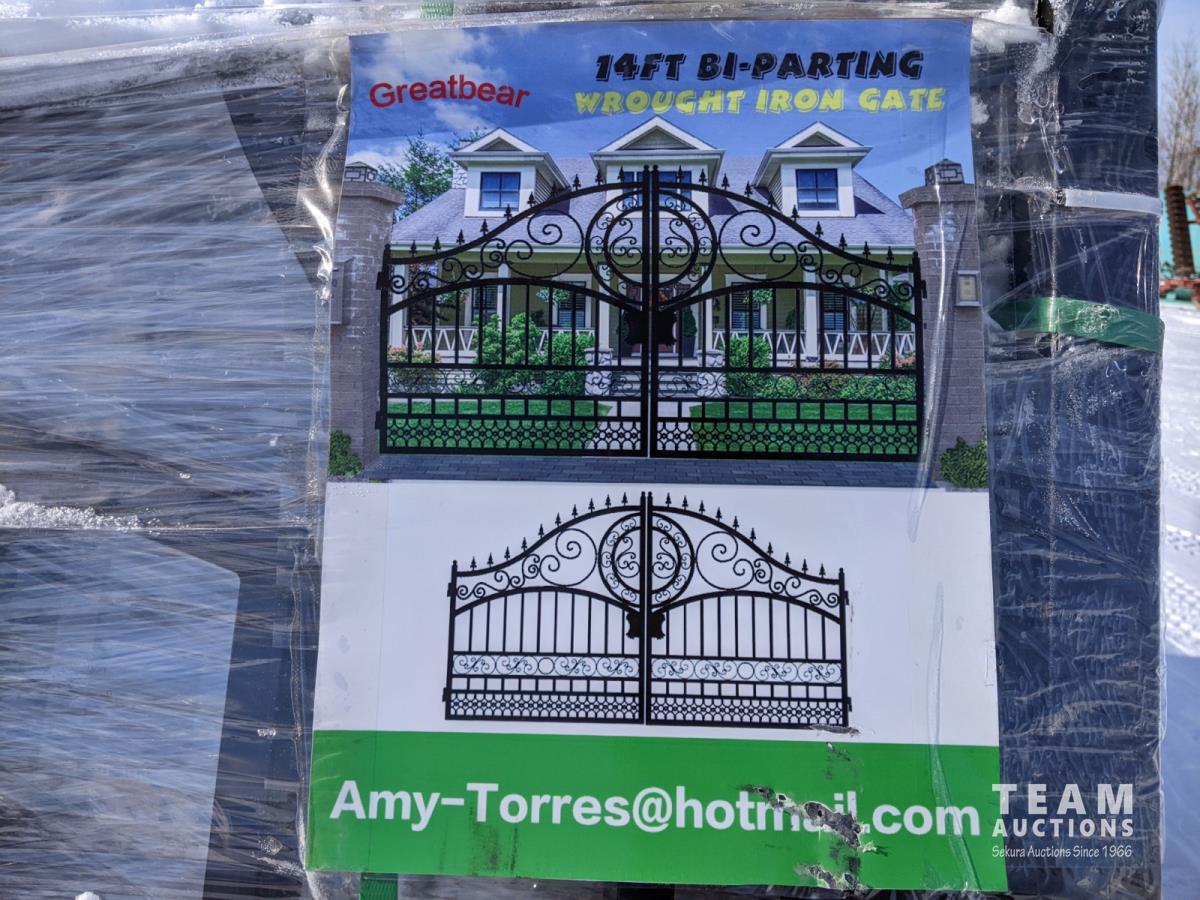 14FT BI-PARTING
Greatbear
WROUGHT IRON GATE
Amy-Torres@hotmail.com
TEAM
AUCTIONS
Sekura Auctions Since 1966